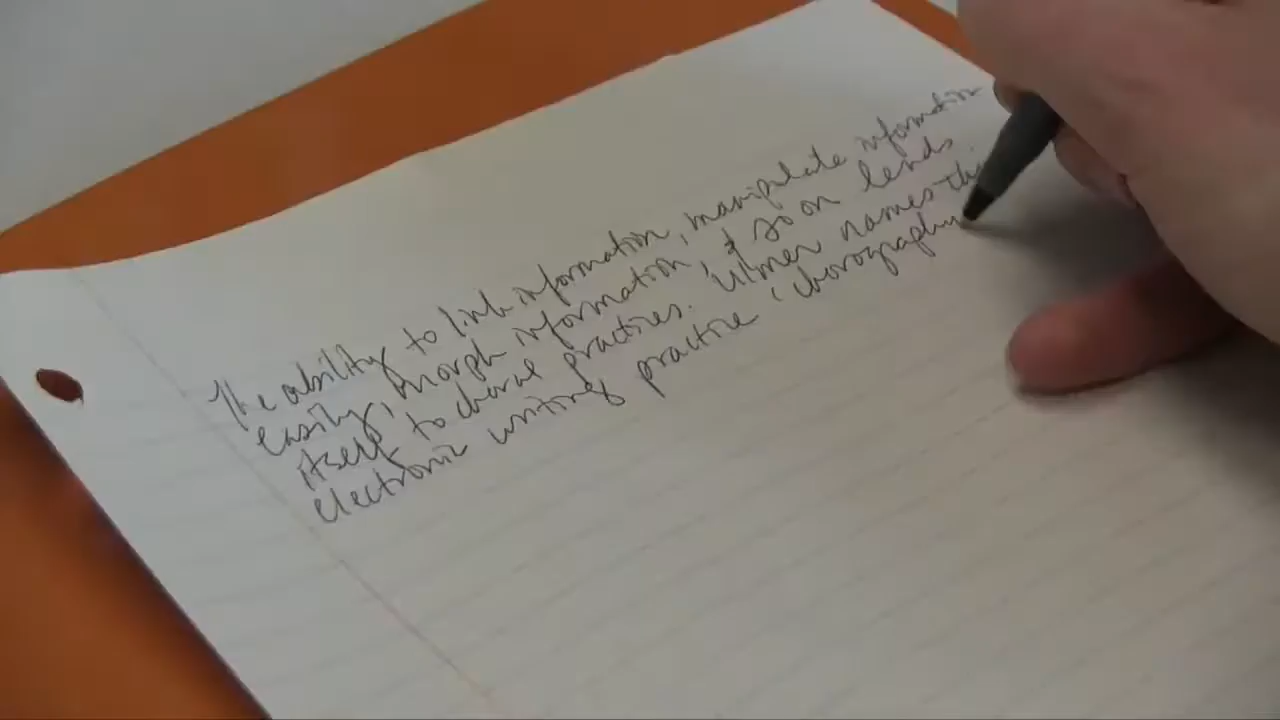 The ability to link information, manipulate information
easily, morph information, & so on lends
itself to choral practices. Ulmer names this
electronic writing practice 'chorography